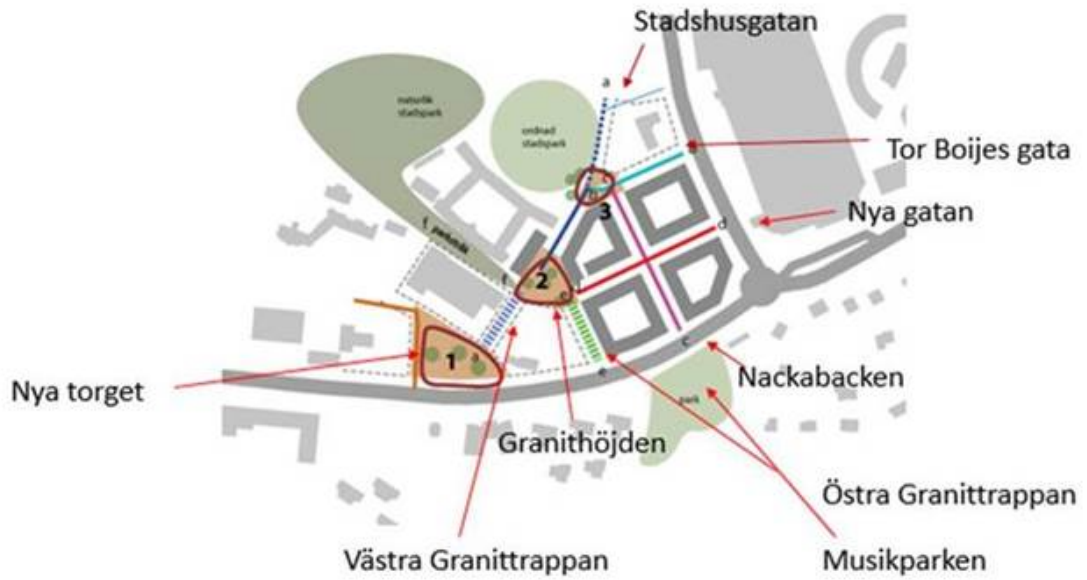 Stadshusgatan
a
naturlik
stadspark
ordnad
stadspark
Tor Boijes gata
3
Nya gatan
d
f
parkstråk
f
2
e
1
a
c
e
Nya torget
Nackabacken
park
Granithöjden
Östra Granittrappan
Västra Granittrappan
Musikparken